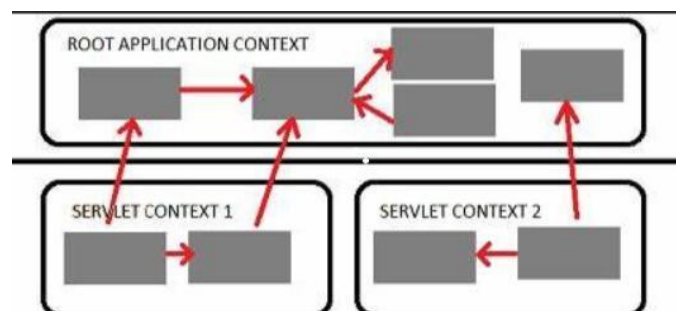 ROOT APPLICATION CONTEXT
SERVLET CONTEXT 1
SERVLET CONTEXT 2